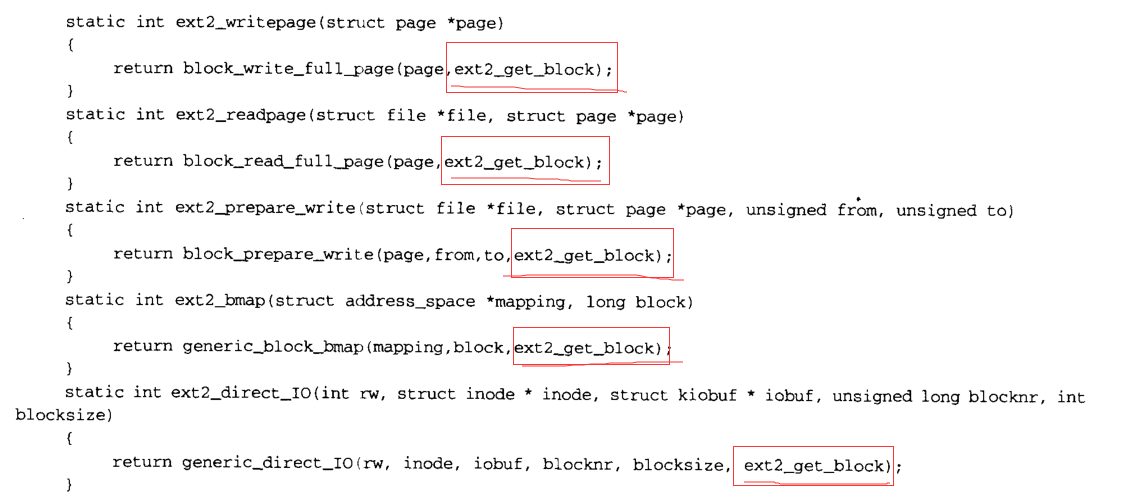 static int ext2_writepage(struct page *page)
{
return block_write_full_page(page,ext2_get_block);
}
static int ext2_readpage(struct file *file, struct page *page)
{
return block_read_full_page(page,ext2_get_block);
}
static int ext2_prepare_write(struct file *file, struct page *page, unsigned from, unsigned to)
{
return block_prepare_write(page,from,to,ext2_get_block);
}
static int ext2_bmap(struct address_space *mapping, long block)
{
return generic_block_bmap(mapping,block,ext2_get_block);
}
static int ext2_direct_IO(int rw, struct inode * inode, struct kiobuf * iobuf, unsigned long blocknr, int
blocksize)
{
return generic_direct_IO(rw, inode, iobuf, blocknr, blocksize, ext2_get_block);
}